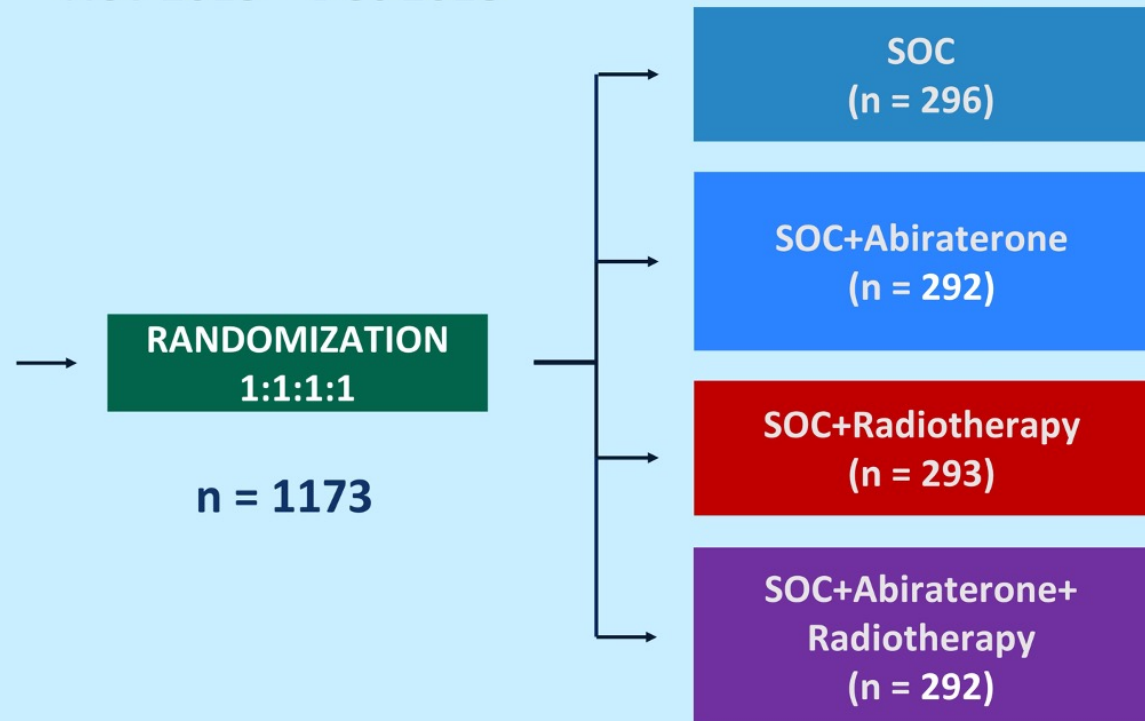 RANDOMIZATION
1:1:1:1
n = 1173
SOC
(n = 296)
SOC+Abiraterone
(n = 292)
SOC+Radiotherapy
(n = 293)
SOC+Abiraterone+
Radiotherapy
(n = 292)